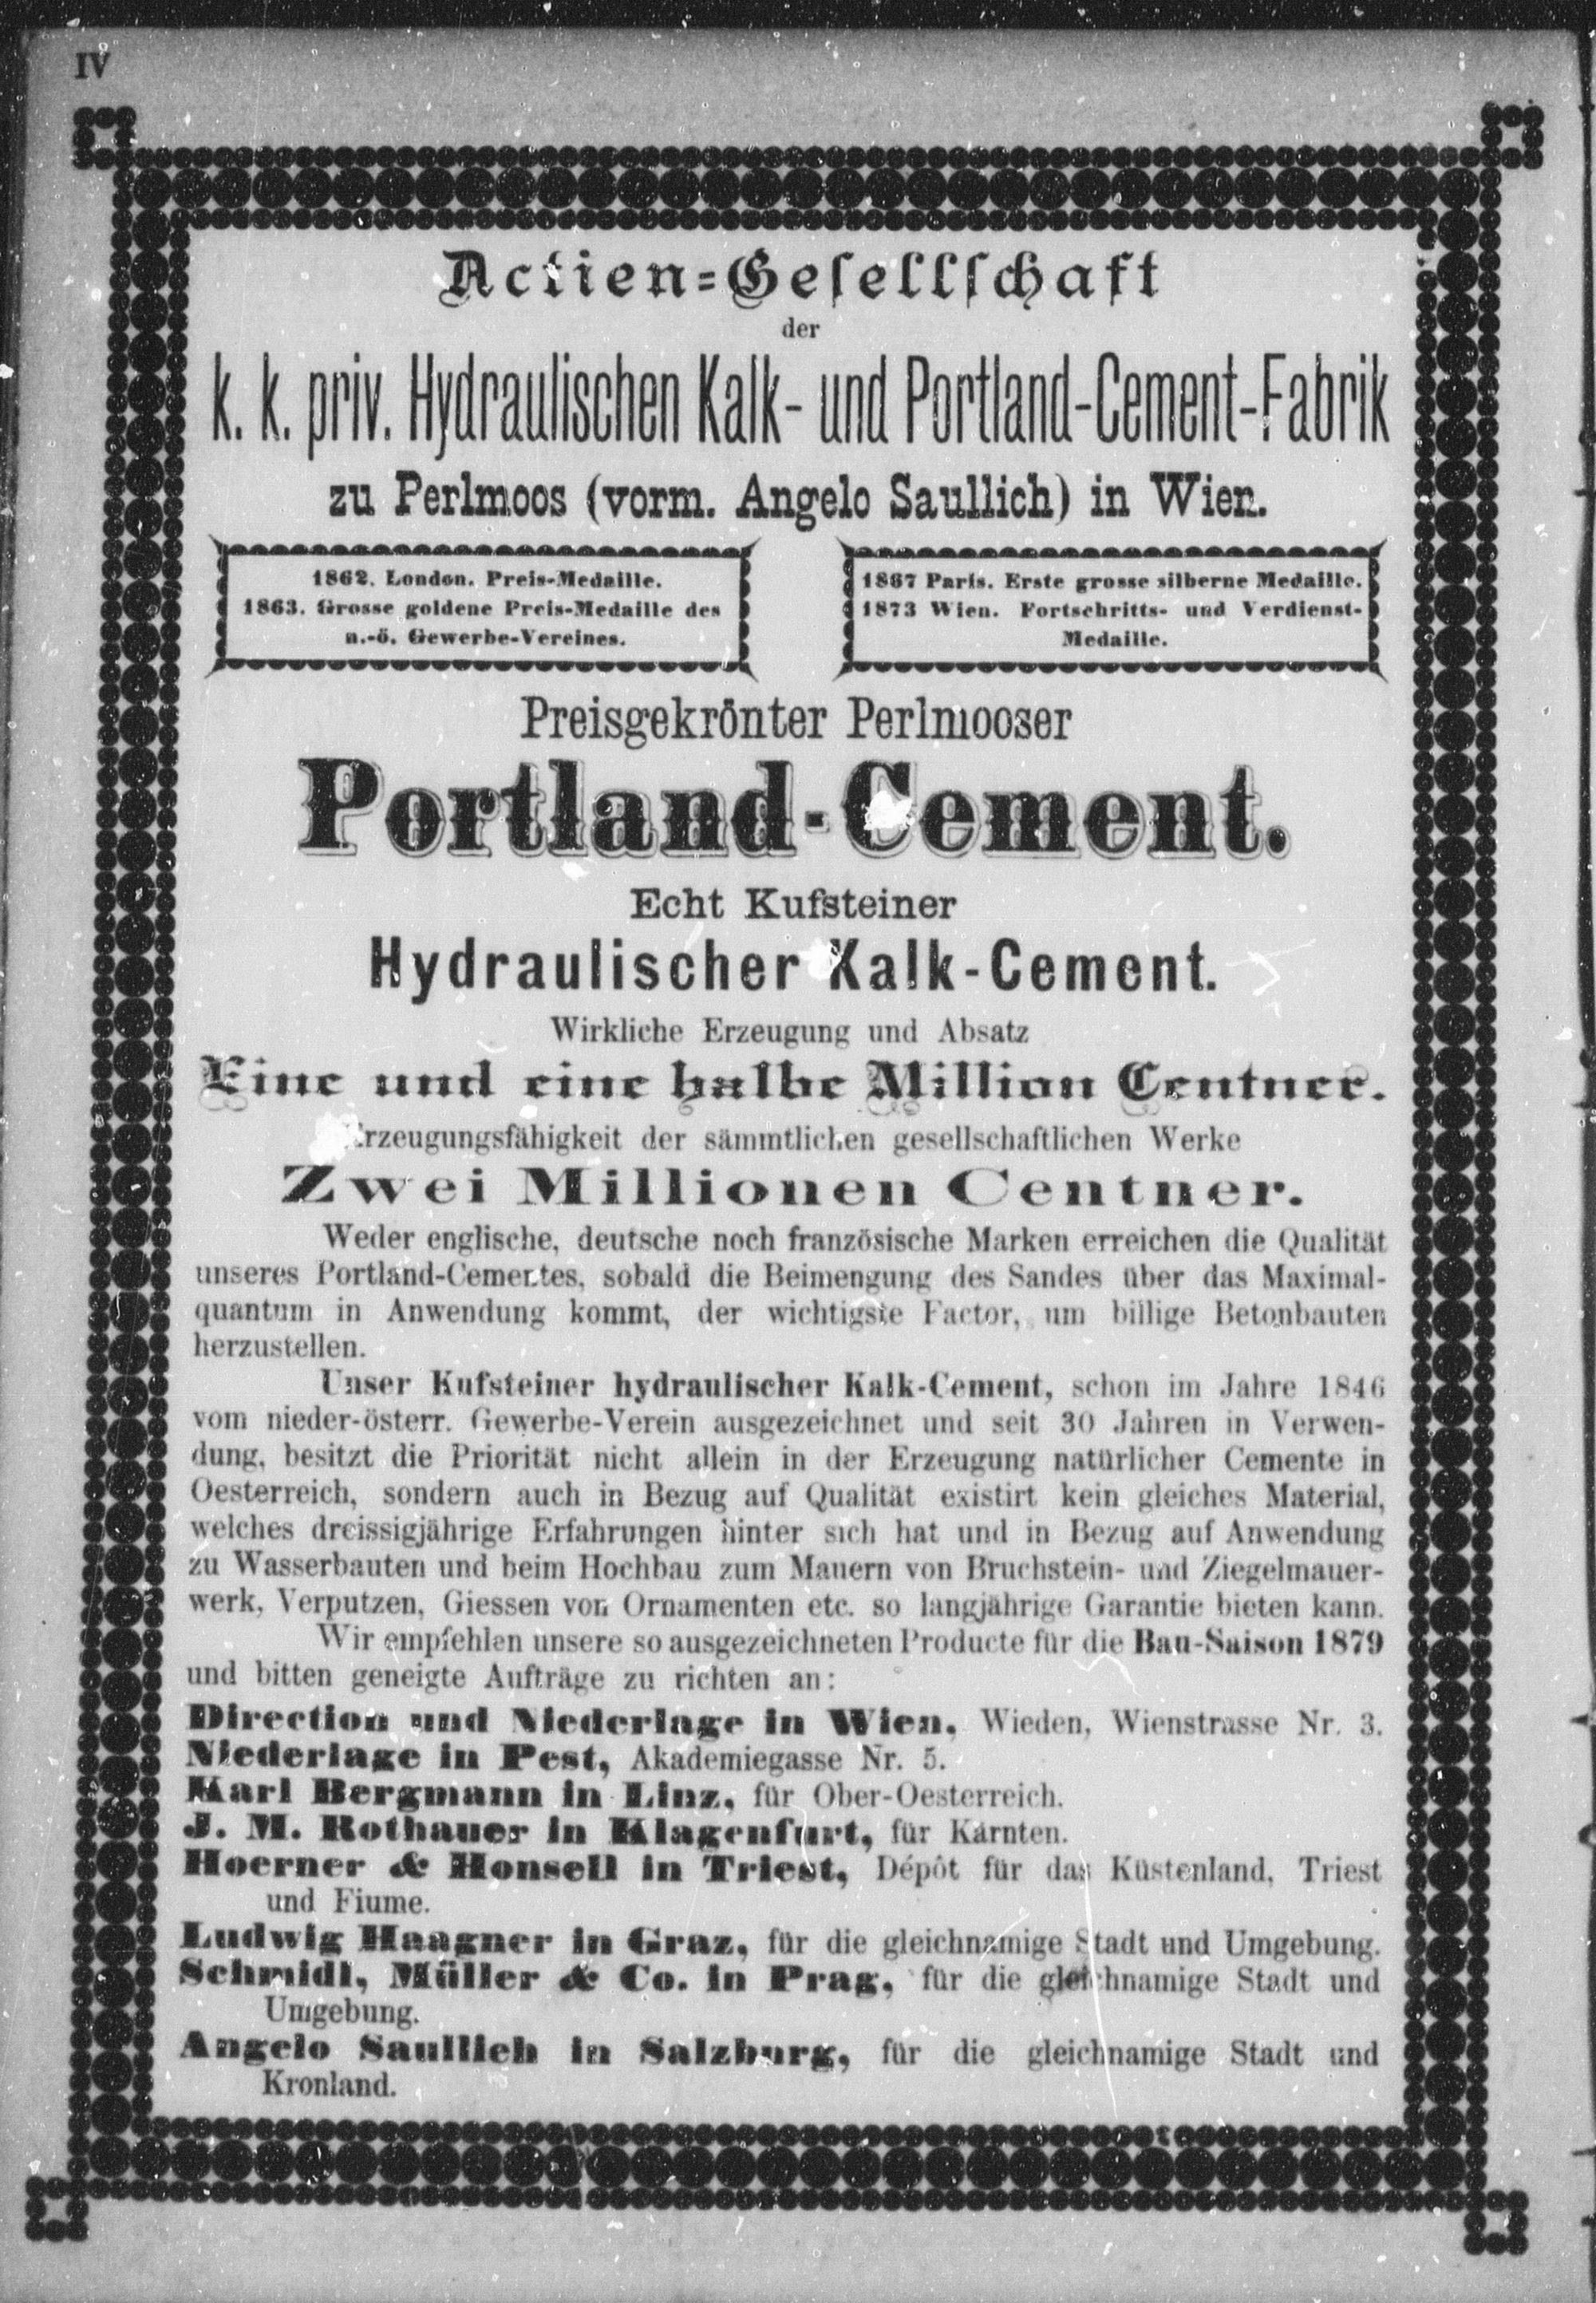 IV
Actien=Gesellschaft
der
k. k. priv. Hydraulischen Kalk- und Portland-Cement-Fabrik
zu Perlmoos (vorm. Angelo Saullich) in Wien.
1862. London. Preis-Medaille.
1863. Grosse goldene Preis-Medaille des
n.-ö. Gewerbe-Vereines.
1867 Paris. Erste grosse silberne Medaille.
1873 Wien. Fortschritts- und Verdienst-
Medaille.
Preisgekrönter Perlmooser
Portland-Cement.
Echt Kufsteiner
Hydraulischer Kalk-Cement.
Wirkliche Erzeugung und Absatz
Eine und eine halbe Million Centner.
Erzeugungsfähigkeit der sämmtlichen gesellschaftlichen Werke
Zwei Millionen Centner.
Weder englische, deutsche noch französische Marken erreichen die Qualität
unseres Portland-Cementes, sobald die Beimengung des Sandes über das Maximal-
quantum in Anwendung kommt, der wichtigste Factor, um billige Betonbauten
herzustellen.
Unser Kufsteiner hydraulischer Kalk-Cement, schon im Jahre 1846
vom nieder-österr. Gewerbe-Verein ausgezeichnet und seit 30 Jahren in Verwen-
dung, besitzt die Priorität nicht allein in der Erzeugung natürlicher Cemente in
Oesterreich, sondern auch in Bezug auf Qualität existirt kein gleiches Material,
welches dreissigjährige Erfahrungen hinter sich hat und in Bezug auf Anwendung
zu Wasserbauten und beim Hochbau zum Mauern von Bruchstein- und Ziegelmauer-
werk, Verputzen, Giessen von Ornamenten etc. so langjährige Garantie bieten kann.
Wir empfehlen unsere so ausgezeichneten Producte für die Bau-Saison 1879
und bitten geneigte Aufträge zu richten an:
Direction und Niederlage in Wien, Wieden, Wienstrasse Nr. 3.
Niederlage in Pest, Akademiegasse Nr. 5.
Karl Bergmann in Linz, für Ober-Oesterreich.
J. M. Rothauer in Klagenfurt, für Kärnten.
Hoerner & Honsell in Triest, Dépôt für das Küstenland, Triest
und Fiume.
Ludwig Haagner in Graz, für die gleichnamige Stadt und Umgebung.
Schmidl, Müller & Co. in Prag, für die gleichnamige Stadt und
Umgebung.
Angelo Saullich in Salzburg, für die gleichnamige Stadt und
Kronland.